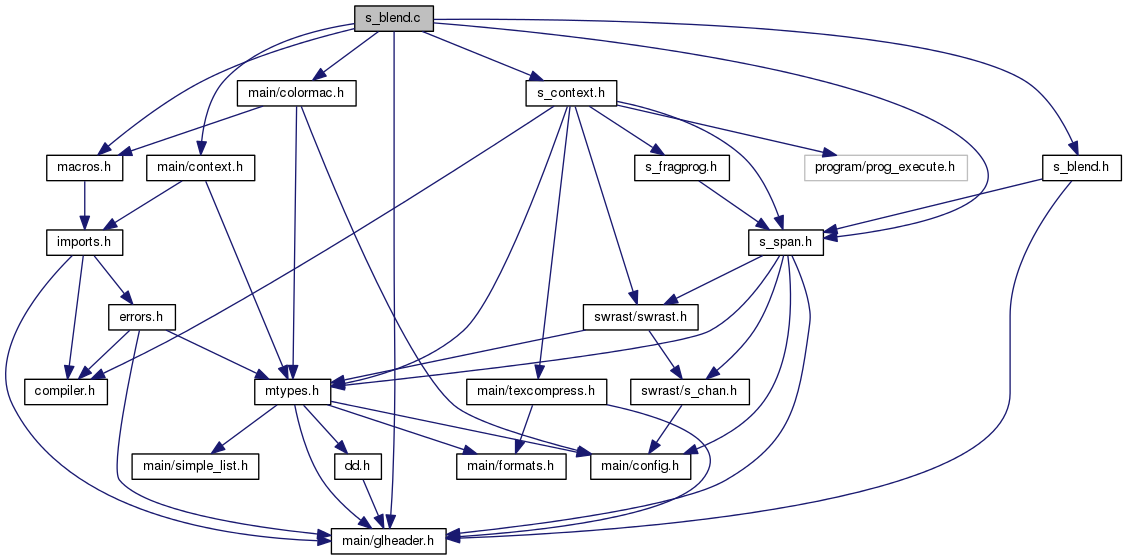 s_blend.c
main/colormac.h
s_context.h
macros.h
main/context.h
s_fragprog.h
program/prog_execute.h
s_blend.h
imports.h
s_span.h
errors.h
swrast/swrast.h
compiler.h
mtypes.h
main/texcompress.h
swrast/s_chan.h
main/simple_list.h
dd.h
main/formats.h
main/config.h
main/glheader.h